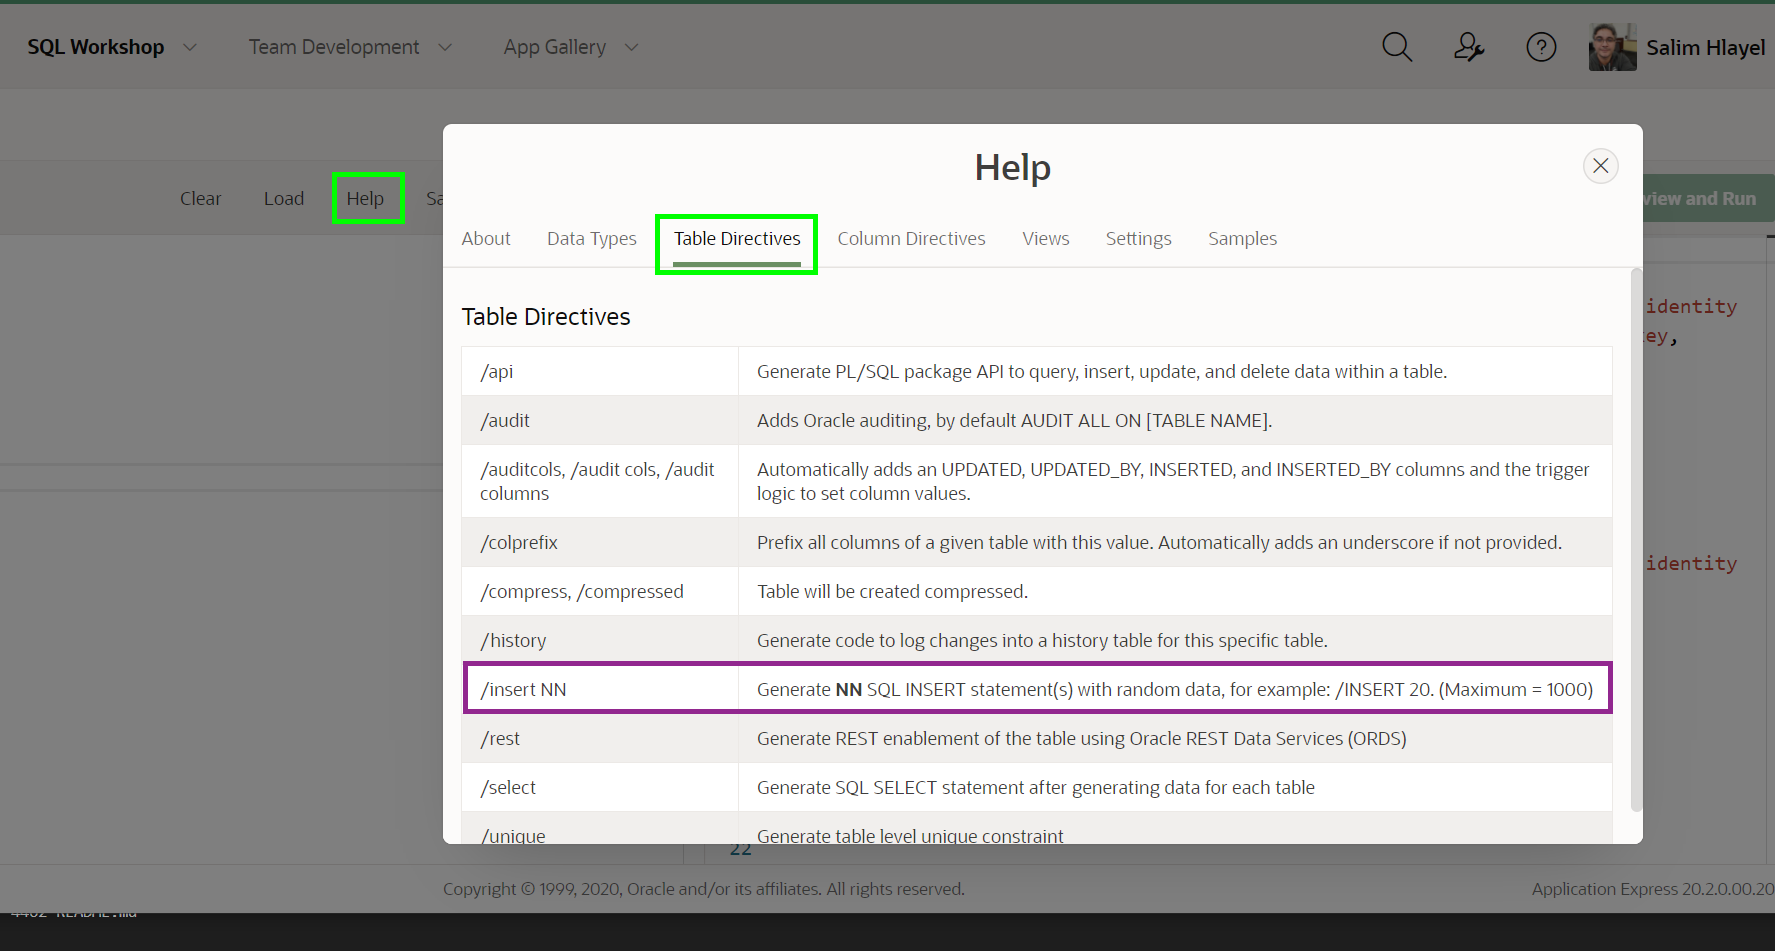 SQL Workshop Team Development App Gallery Salim Hlayel
Help
Clear Load Help Sa view and Run
About Data Types Table Directives Column Directives Views Settings Samples
Table Directives
identity
ey,
/api Generate PL/SQL package API to query, insert, update, and delete data within a table.
/audit Adds Oracle auditing, by default AUDIT ALL ON [TABLE NAME].
/auditcols, /audit cols, /audit columns Automatically adds an UPDATED, UPDATED_BY, INSERTED, and INSERTED_BY columns and the trigger
logic to set column values.
/colprefix Prefix all columns of a given table with this value. Automatically adds an underscore if not provided.
identity
/compress, /compressed Table will be created compressed.
/history Generate code to log changes into a history table for this specific table.
/insert NN Generate NN SQL INSERT statement(s) with random data, for example: /INSERT 20. (Maximum = 1000)
/rest Generate REST enablement of the table using Oracle REST Data Services (ORDS)
/select Generate SQL SELECT statement after generating data for each table
/unique Generate table level unique constraint
22
Copyright © 1999, 2020, Oracle and/or its affiliates. All rights reserved. Application Express 20.2.0.00.20